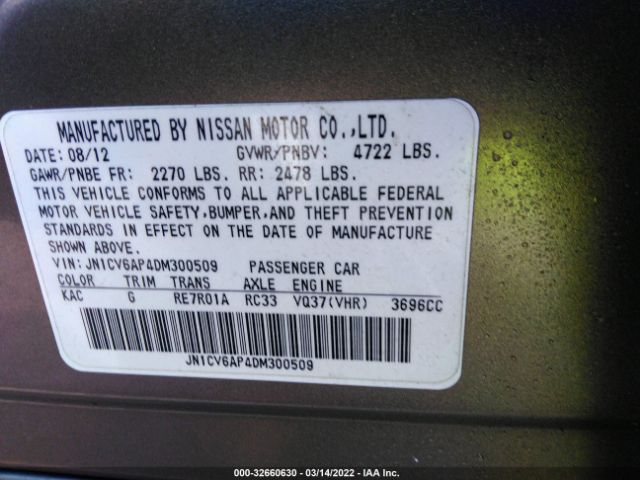 MANUFACTURED BY NISSAN MOTOR CO.,LTD.
DATE: 08/12 GVWR/PNBV: 4722 LBS.
GAWR/PNBE FR: 2270 LBS. RR: 2478 LBS.
THIS VEHICLE CONFORMS TO ALL APPLICABLE FEDERAL
MOTOR VEHICLE SAFETY,BUMPER,AND THEFT PREVENTION
STANDARDS IN EFFECT ON THE DATE OF MANUFACTURE
SHOWN ABOVE.
VIN: JN1CV6AP4DM300509 PASSENGER CAR
COLOR TRIM TRANS AXLE ENGINE
KAC G RE7R01A RC33 VQ37(VHR) 3696CC
JN1CV6AP4DM300509
000-32660630 - 03/14/2022 - IAA Inc.